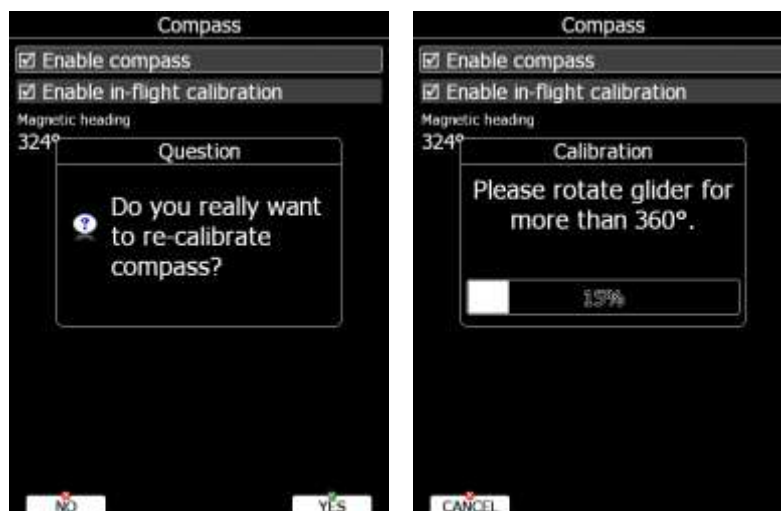 Compass
Enable compass
Enable in-flight calibration
Magnetic heading
324°
Question
Do you really want
to re-calibrate
compass?
NO
YES
Compass
Enable compass
Enable in-flight calibration
Magnetic heading
324°
Calibration
Please rotate glider for
more than 360°.
15%
CANCEL